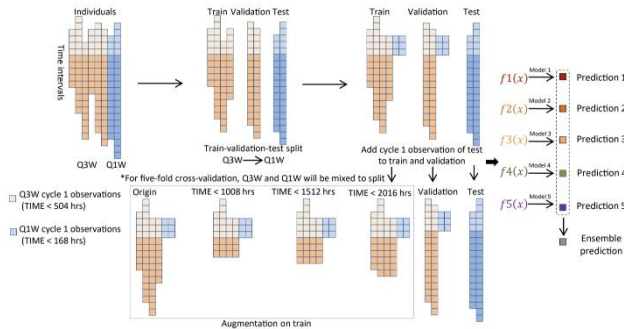 Individuals
Train Validation Test
Train Validation Test
Time intervals
Q3W Q1W
Train-validation-test split
Q3W → Q1W
Add cycle 1 observation of test
to train and validation
*For five-fold cross-validation, Q3W and Q1W will be mixed to split
Q3W cycle 1 observations
(TIME < 504 hrs)
Q1W cycle 1 observations
(TIME < 168 hrs)
Origin TIME < 1008 hrs TIME < 1512 hrs TIME < 2016 hrs Validation Test
Augmentation on train
f1(x) Model 1 Prediction 1
f2(x) Model 2 Prediction 2
f3(x) Model 3 Prediction 3
f4(x) Model 4 Prediction 4
f5(x) Model 5 Prediction 5
Ensemble
prediction